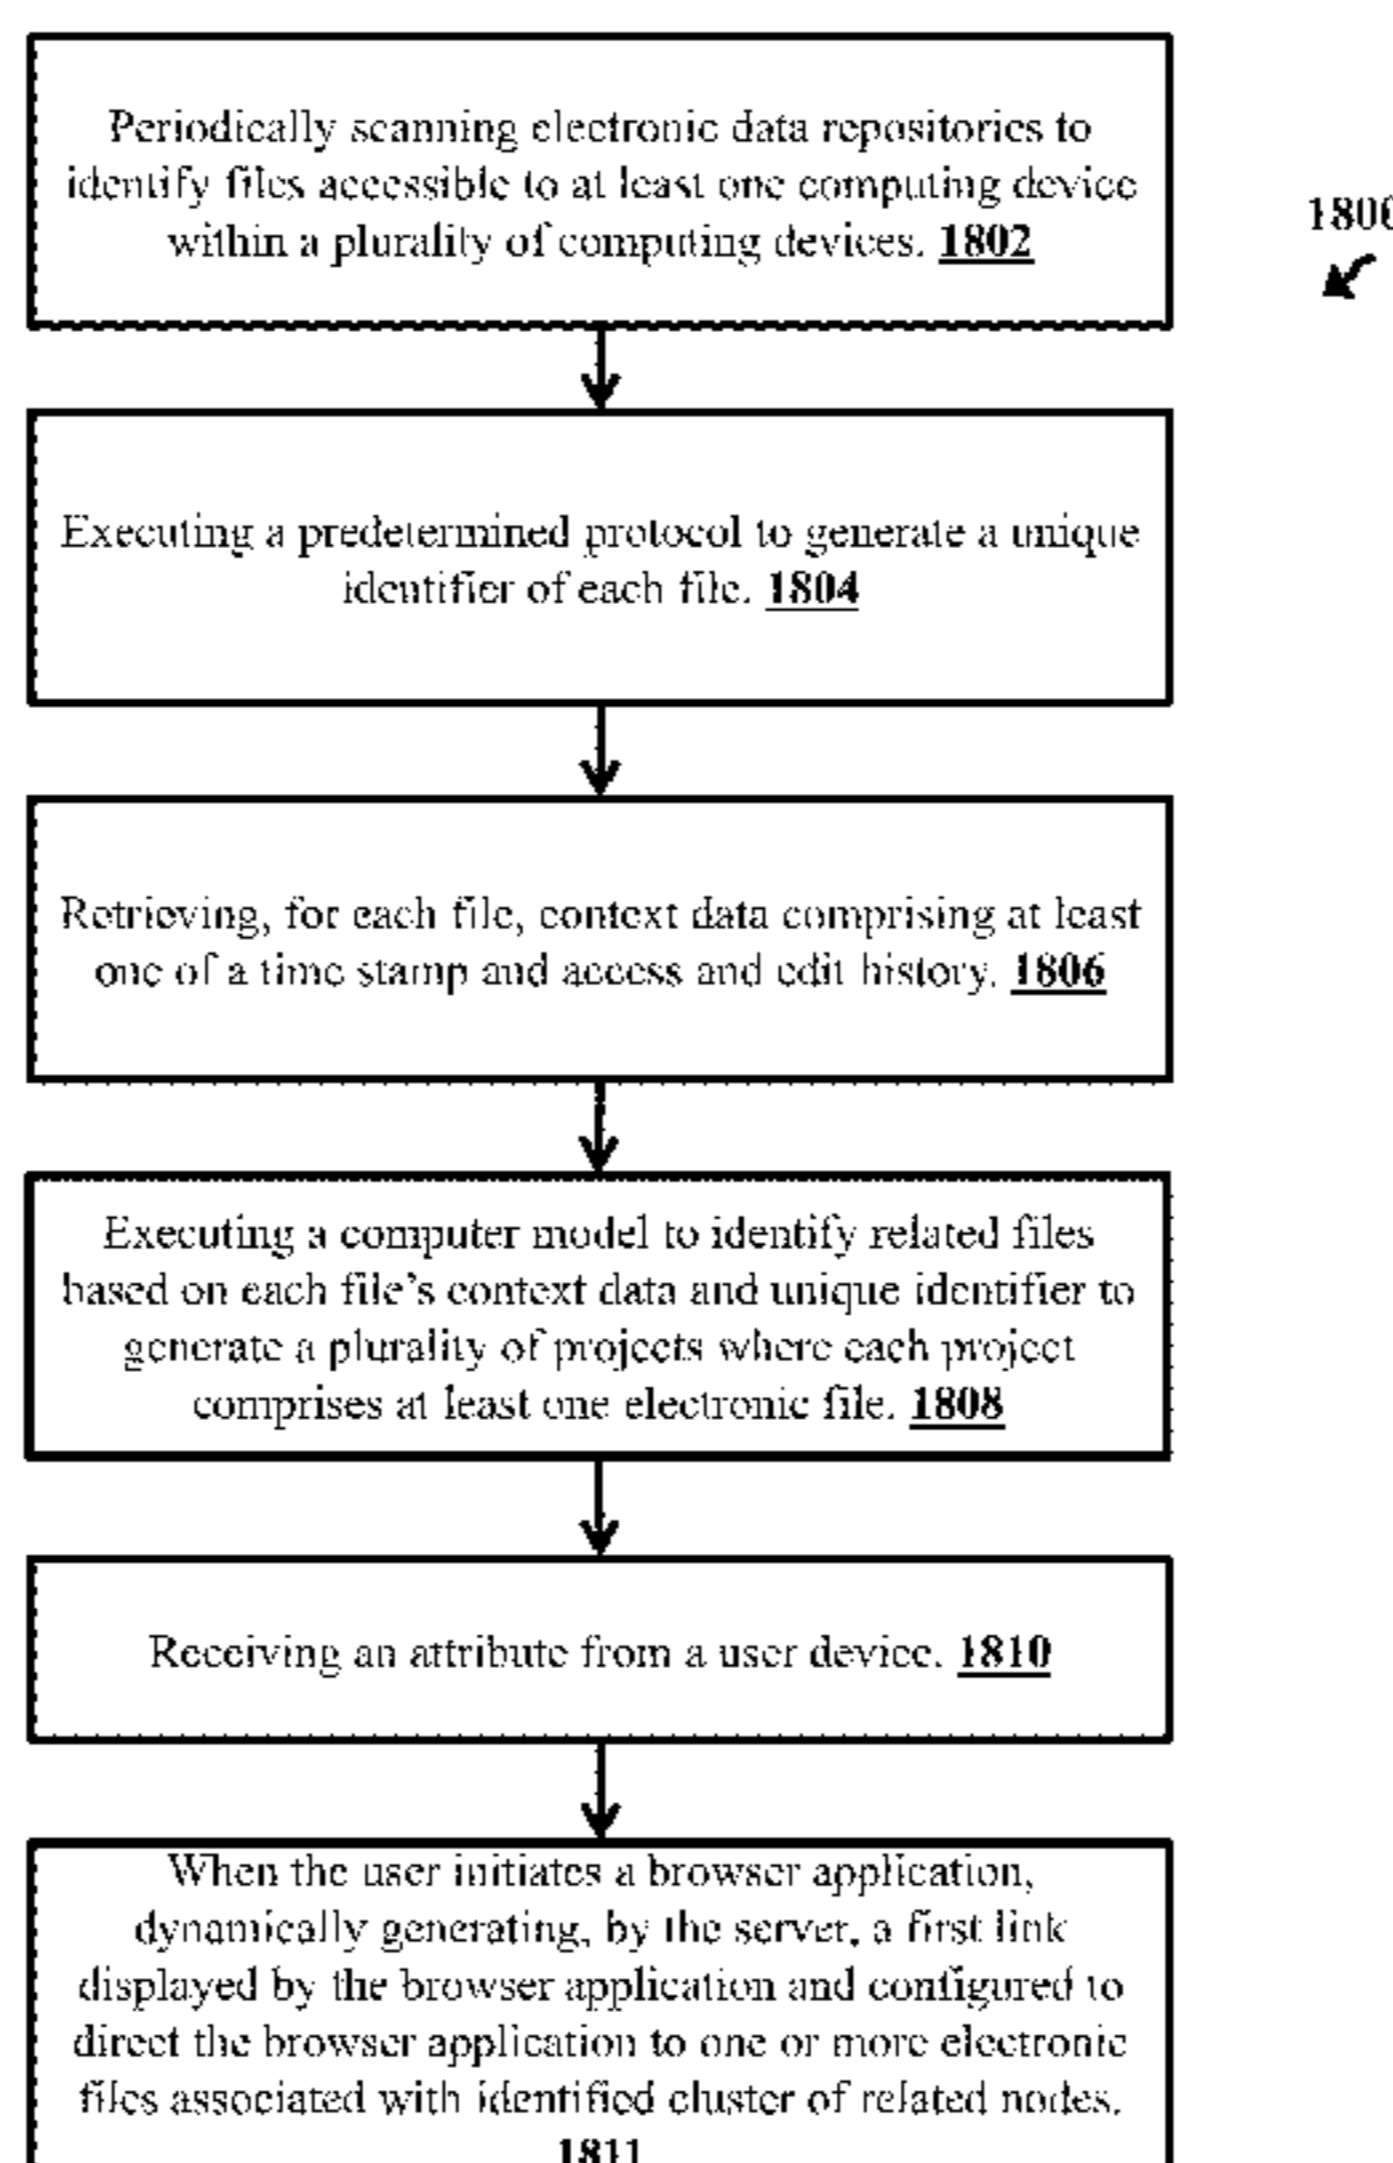 Periodically scanning electronic data repositories to
identify files accessible to at least one computing device
within a plurality of computing devices. 1802
1800
Executing a predetermined protocol to generate a unique
identifier of each file. 1804
Retrieving, for each file, context data comprising at least
one of a time stamp and access and edit history. 1806
Executing a computer model to identify related files
based on each file's context data and unique identifier to
generate a plurality of projects where each project
comprises at least one electronic file. 1808
Receiving an attribute from a user device. 1810
When the user initiates a browser application,
dynamically generating, by the server, a first link
displayed by the browser application and configured to
direct the browser application to one or more electronic
files associated with identified cluster of related nodes.